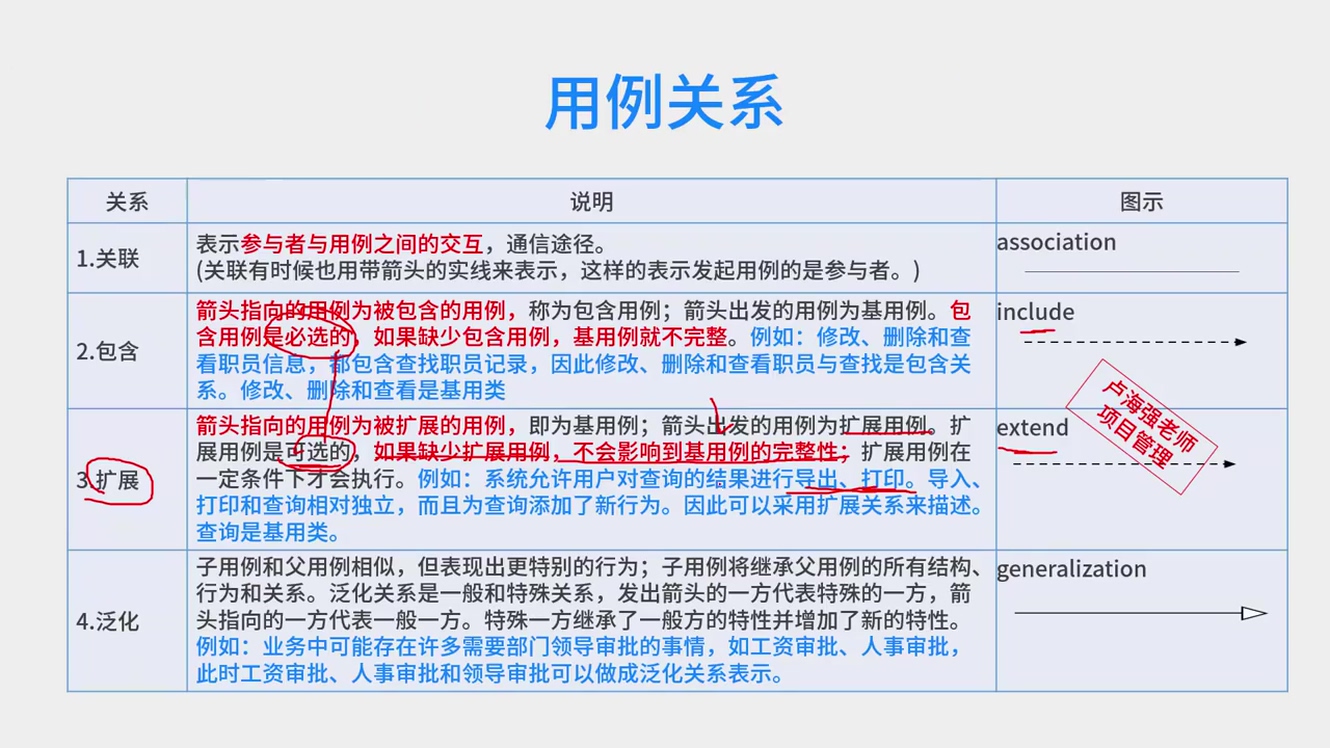 用例关系
关系
说明
图示
1.关联
表示参与者与用例之间的交互，通信途径。
(关联有时候也用带箭头的实线来表示，这样的表示发起用例的是参与者。)
association
2.包含
箭头指向的用例为被包含的用例，称为包含用例；箭头出发的用例为基用例。包
含用例是必选的，如果缺少包含用例，基用例就不完整。例如：修改、删除和查
看职员信息，都包含查找职员记录，因此修改、删除和查看职员与查找是包含关
系。修改、删除和查看是基用类
include
3.扩展
箭头指向的用例为被扩展的用例，即为基用例；箭头出发的用例为扩展用例。扩
展用例是可选的，如果缺少扩展用例，不会影响到基用例的完整性；扩展用例在
一定条件下才会执行。例如：系统允许用户对查询的结果进行导出、打印。导入、
打印和查询相对独立，而且为查询添加了新行为。因此可以采用扩展关系来描述。
查询是基用类。
extend
卢海强老师
项目管理
4.泛化
子用例和父用例相似，但表现出更特别的行为；子用例将继承父用例的所有结构、
行为和关系。泛化关系是一般和特殊关系，发出箭头的一方代表特殊的一方，箭
头指向的一方代表一般一方。特殊一方继承了一般方的特性并增加了新的特性。
例如：业务中可能存在许多需要部门领导审批的事情，如工资审批、人事审批，
此时工资审批、人事审批和领导审批可以做成泛化关系表示。
generalization